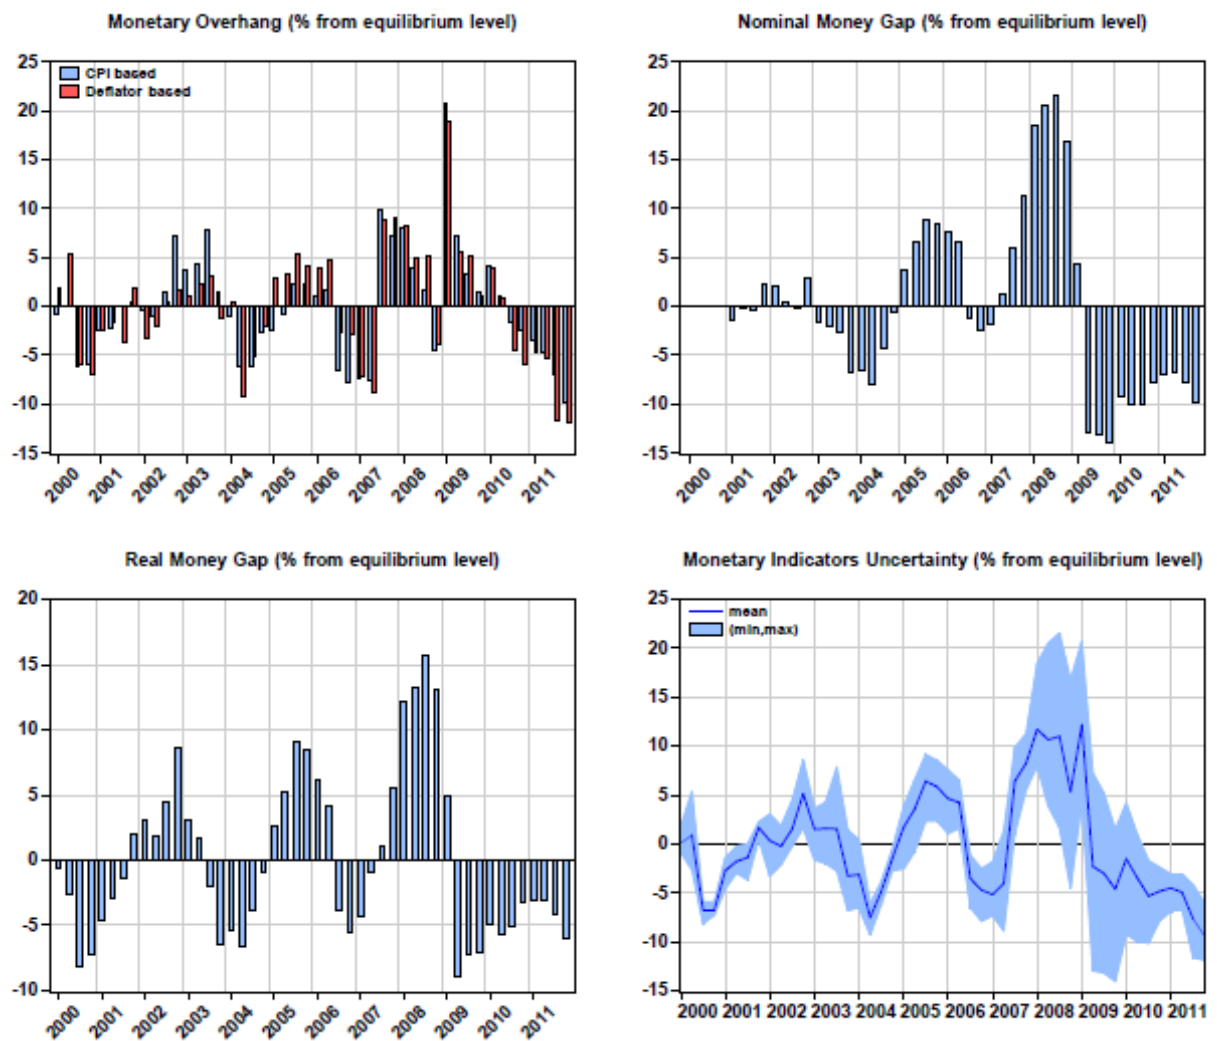 Monetary Overhang (% from equilibrium level)
25
20
15
10
5
0
-5
-10
-15
CPI based
Deflator based
2000 2001 2002 2003 2004 2005 2006 2007 2008 2009 2010 2011
Nominal Money Gap (% from equilibrium level)
25
20
15
10
5
0
-5
-10
-15
2000 2001 2002 2003 2004 2005 2006 2007 2008 2009 2010 2011
Real Money Gap (% from equilibrium level)
20
15
10
5
0
-5
-10
2000 2001 2002 2003 2004 2005 2006 2007 2008 2009 2010 2011
Monetary Indicators Uncertainty (% from equilibrium level)
25
20
15
10
5
0
-5
-10
-15
mean
(min,max)
2000 2001 2002 2003 2004 2005 2006 2007 2008 2009 2010 2011